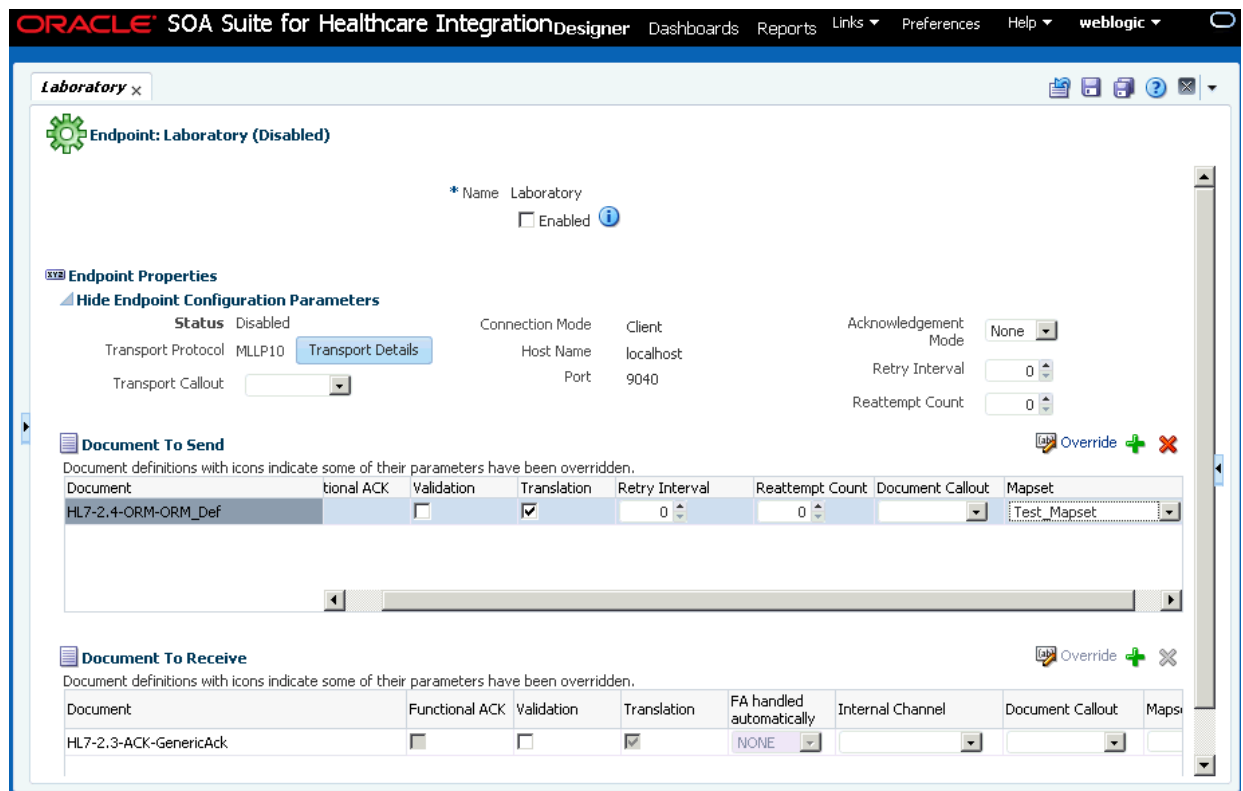 ORACLE SOA Suite for Healthcare Integration Designer Dashboards Reports Links Preferences Help weblogic
Laboratory
Endpoint: Laboratory (Disabled)
* Name Laboratory
Enabled
Endpoint Properties
Hide Endpoint Configuration Parameters
Status Disabled
Transport Protocol MLLP10 Transport Details
Transport Callout
Connection Mode Client
Host Name localhost
Port 9040
Acknowledgement
Mode None
Retry Interval 0
Reattempt Count 0
Document To Send
Override
Document definitions with icons indicate some of their parameters have been overridden.
Document tional ACK Validation Translation Retry Interval Reattempt Count Document Callout Mapset
HL7-2.4-ORM-ORM_Def 0 0 Test_Mapset
Document To Receive
Override
Document definitions with icons indicate some of their parameters have been overridden.
Document Functional ACK Validation Translation FA handled
automatically Internal Channel Document Callout Maps
HL7-2.3-ACK-GenericAck NONE